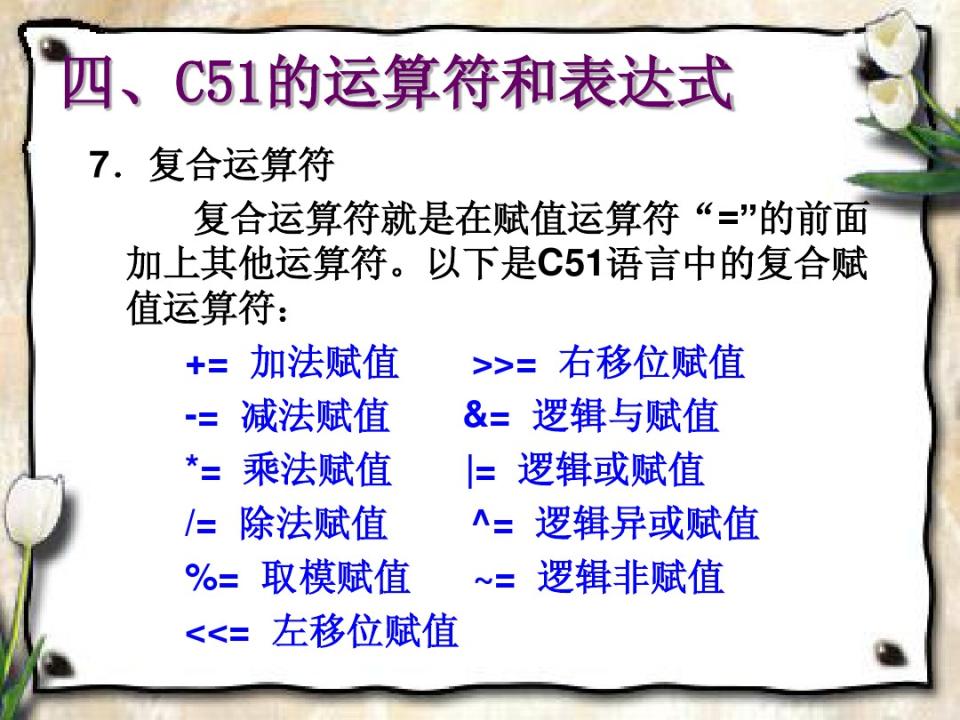 四、C51的运算符和表达式
7．复合运算符
复合运算符就是在赋值运算符“=”的前面
加上其他运算符。以下是C51语言中的复合赋
值运算符：
+= 加法赋值 >>= 右移位赋值
-= 减法赋值 &= 逻辑与赋值
*= 乘法赋值 |= 逻辑或赋值
/= 除法赋值 ^= 逻辑异或赋值
%= 取模赋值 ~= 逻辑非赋值
<<= 左移位赋值